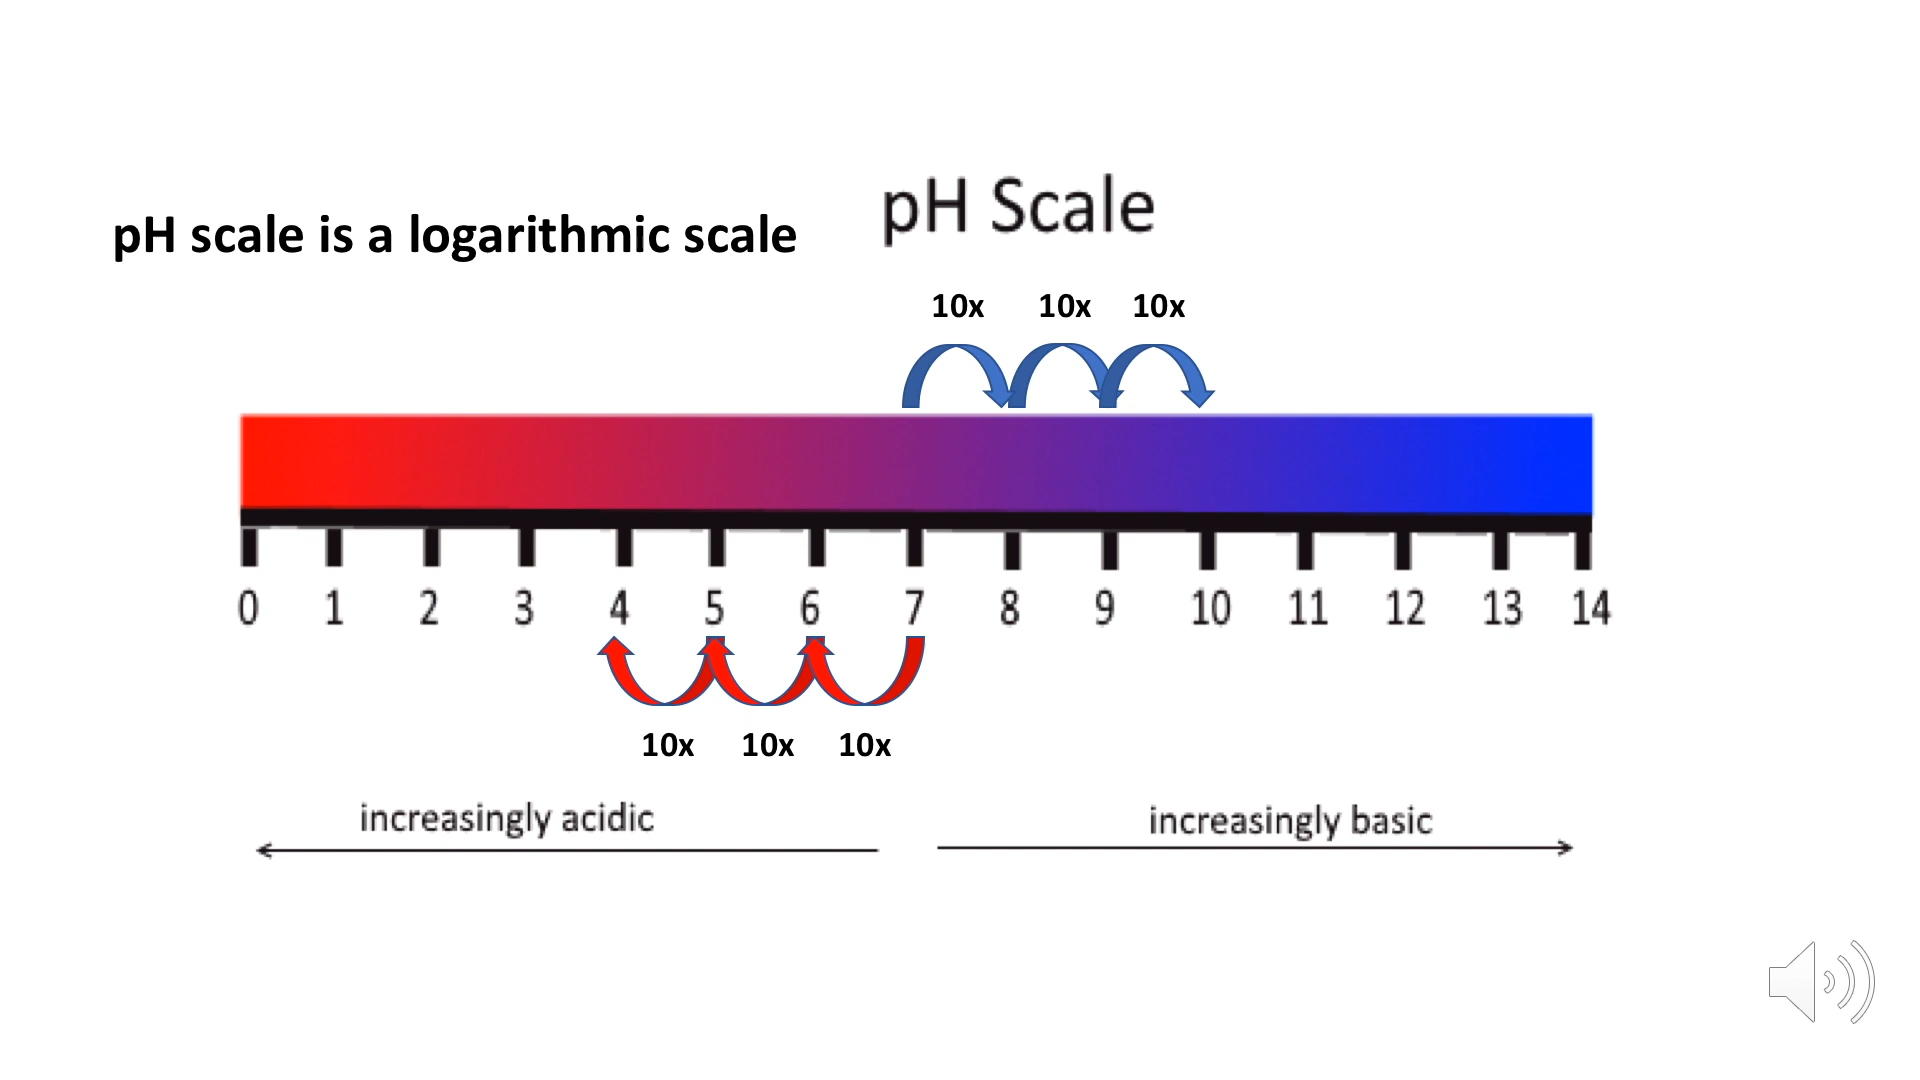 pH scale is a logarithmic scale
pH Scale
10x 10x 10x
0 1 2 3 4 5 6 7 8 9 10 11 12 13 14
10x 10x 10x
increasingly acidic
increasingly basic